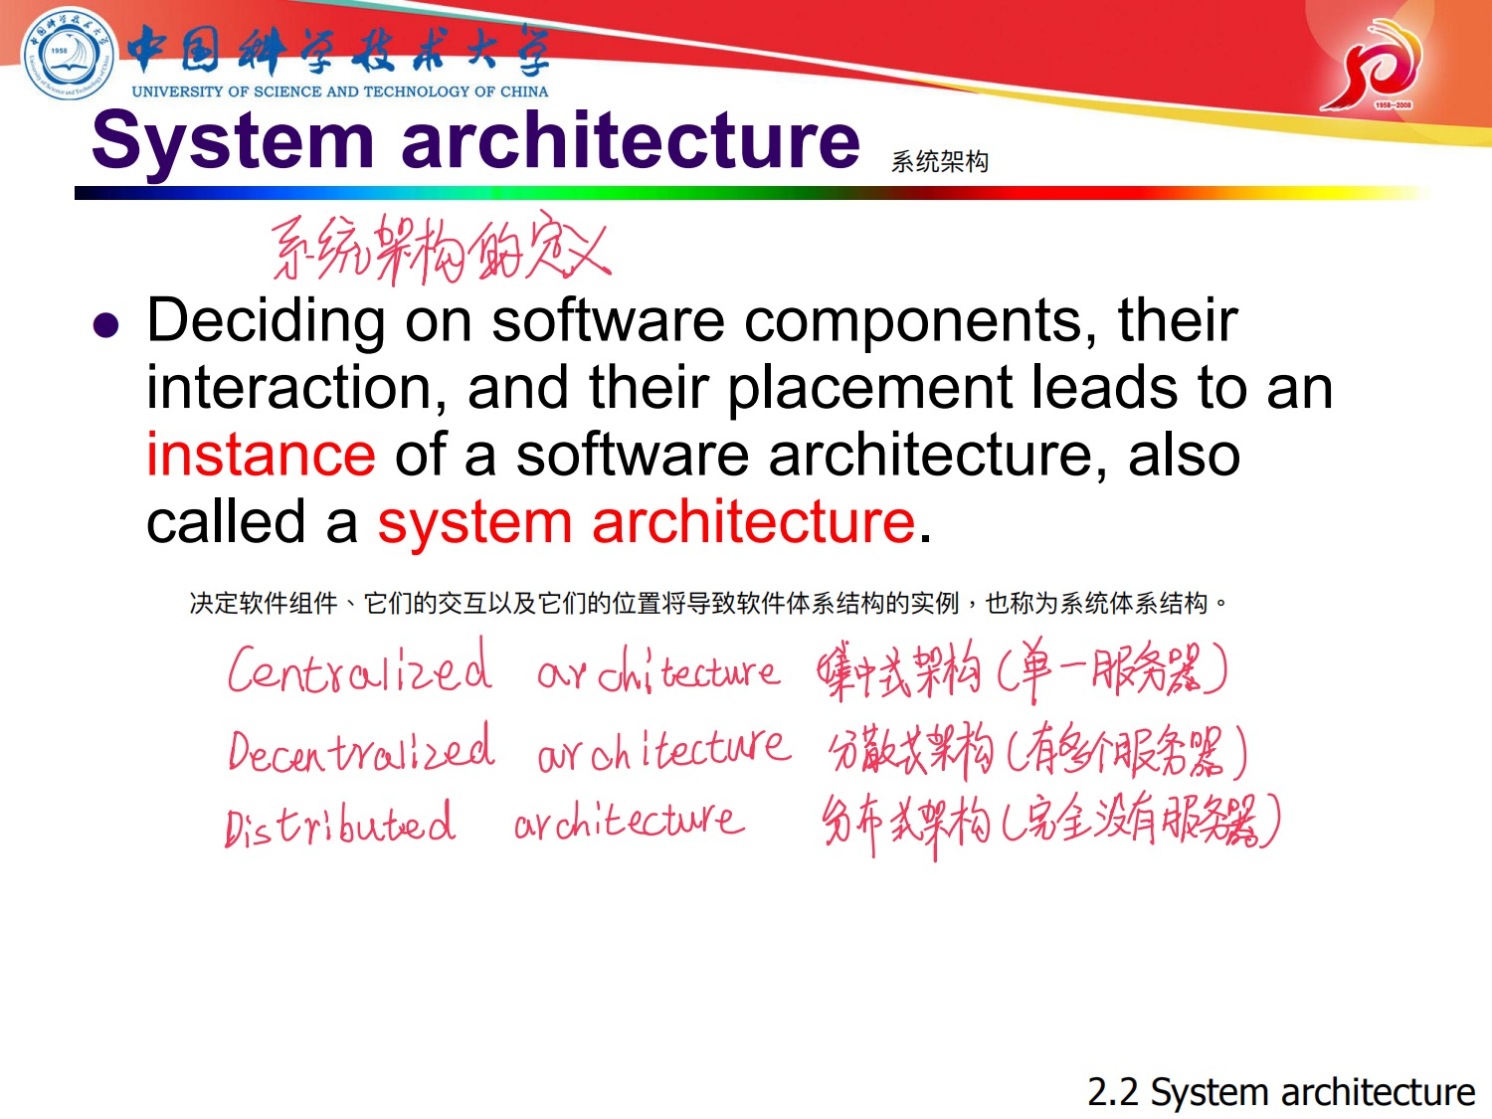 中国科学技术大学
UNIVERSITY OF SCIENCE AND TECHNOLOGY OF CHINA
1958
1958-2008
System architecture 系统架构
系统架构的定义
● Deciding on software components, their
interaction, and their placement leads to an
instance of a software architecture, also
called a system architecture.
决定软件组件、它们的交互以及它们的位置将导致软件体系结构的实例，也称为系统体系结构。
Centralized architecture 集中式架构(单一服务器)
Decentralized architecture 分散式架构(有多个服务器)
Distributed architecture 分布式架构(完全没有服务器)
2.2 System architecture